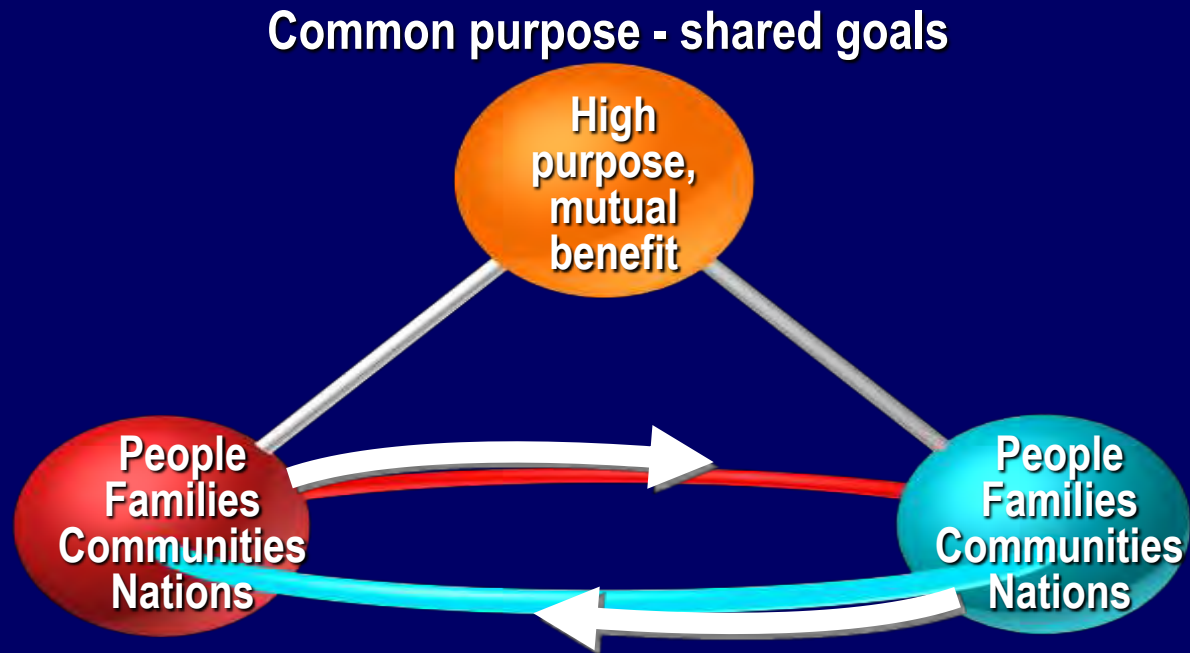 Common purpose - shared goals
High
purpose,
mutual
benefit
People
Families
Communities
Nations
People
Families
Communities
Nations